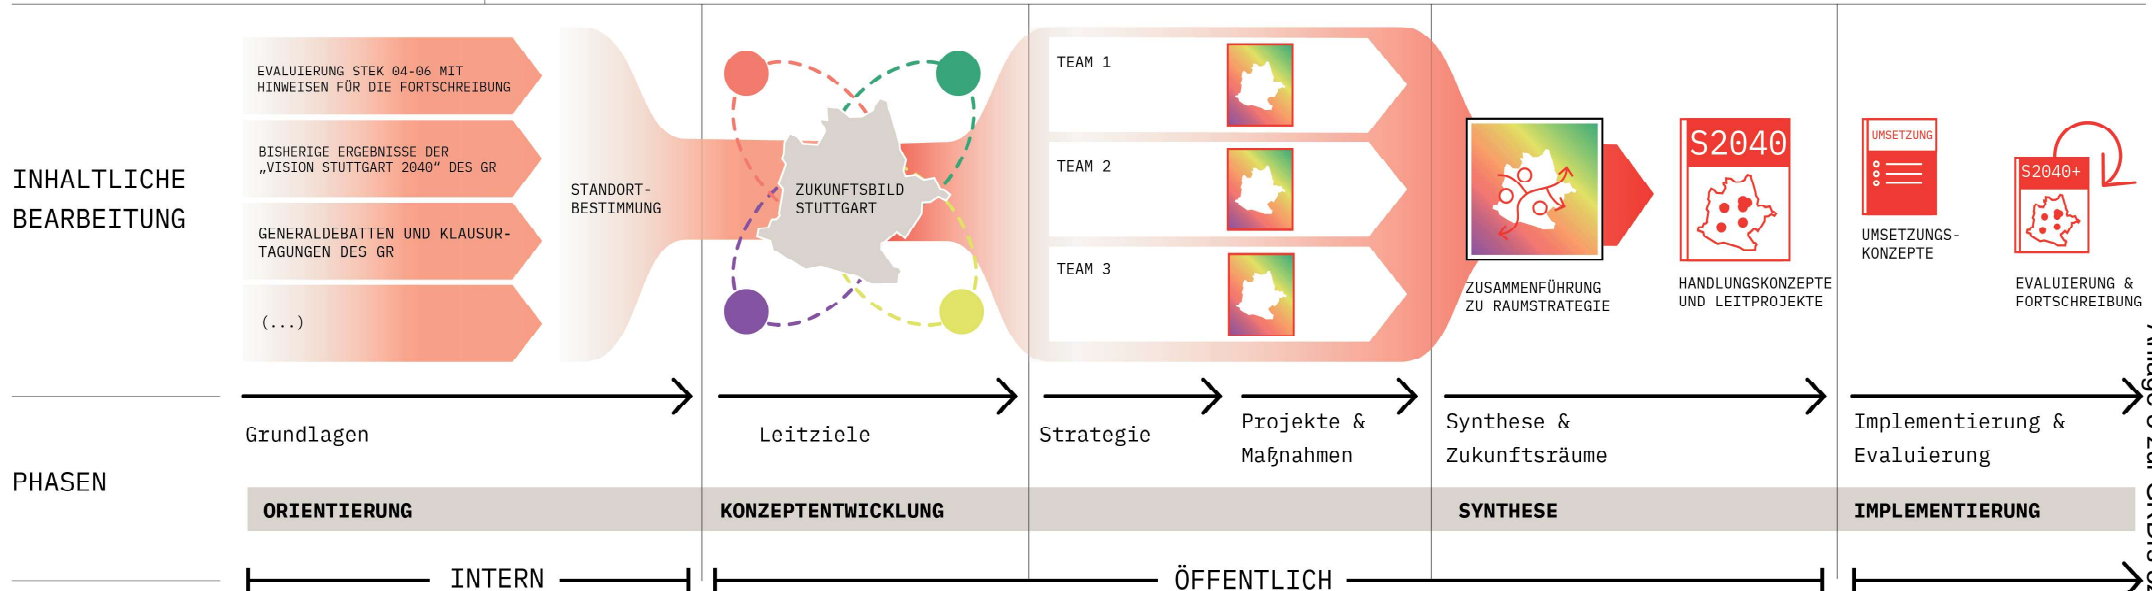 INHALTLICHE
BEARBEITUNG
EVALUIERUNG STEK 04-06 MIT
HINWEISEN FÜR DIE FORTSCHREIBUNG
BISHERIGE ERGEBNISSE DER
„VISION STUTTGART 2040“ DES GR
GENERALDEBATTEN UND KLAUSUR-
TAGUNGEN DES GR
(...)
STANDORT-
BESTIMMUNG
ZUKUNFTSBILD
STUTTGART
TEAM 1
TEAM 2
TEAM 3
ZUSAMMENFÜHRUNG
ZU RAUMSTRATEGIE
S2040
HANDLUNGSKONZEPTE
UND LEITPROJEKTE
UMSETZUNG
UMSETZUNGS-
KONZEPTE
S2040+
EVALUIERUNG &
FORTSCHREIBUNG
PHASEN
Grundlagen
Leitziele
Strategie
Projekte &
Maßnahmen
Synthese &
Zukunftsräume
Implementierung &
Evaluierung
ORIENTIERUNG
KONZEPTENTWICKLUNG
SYNTHESE
IMPLEMENTIERUNG
INTERN
ÖFFENTLICH